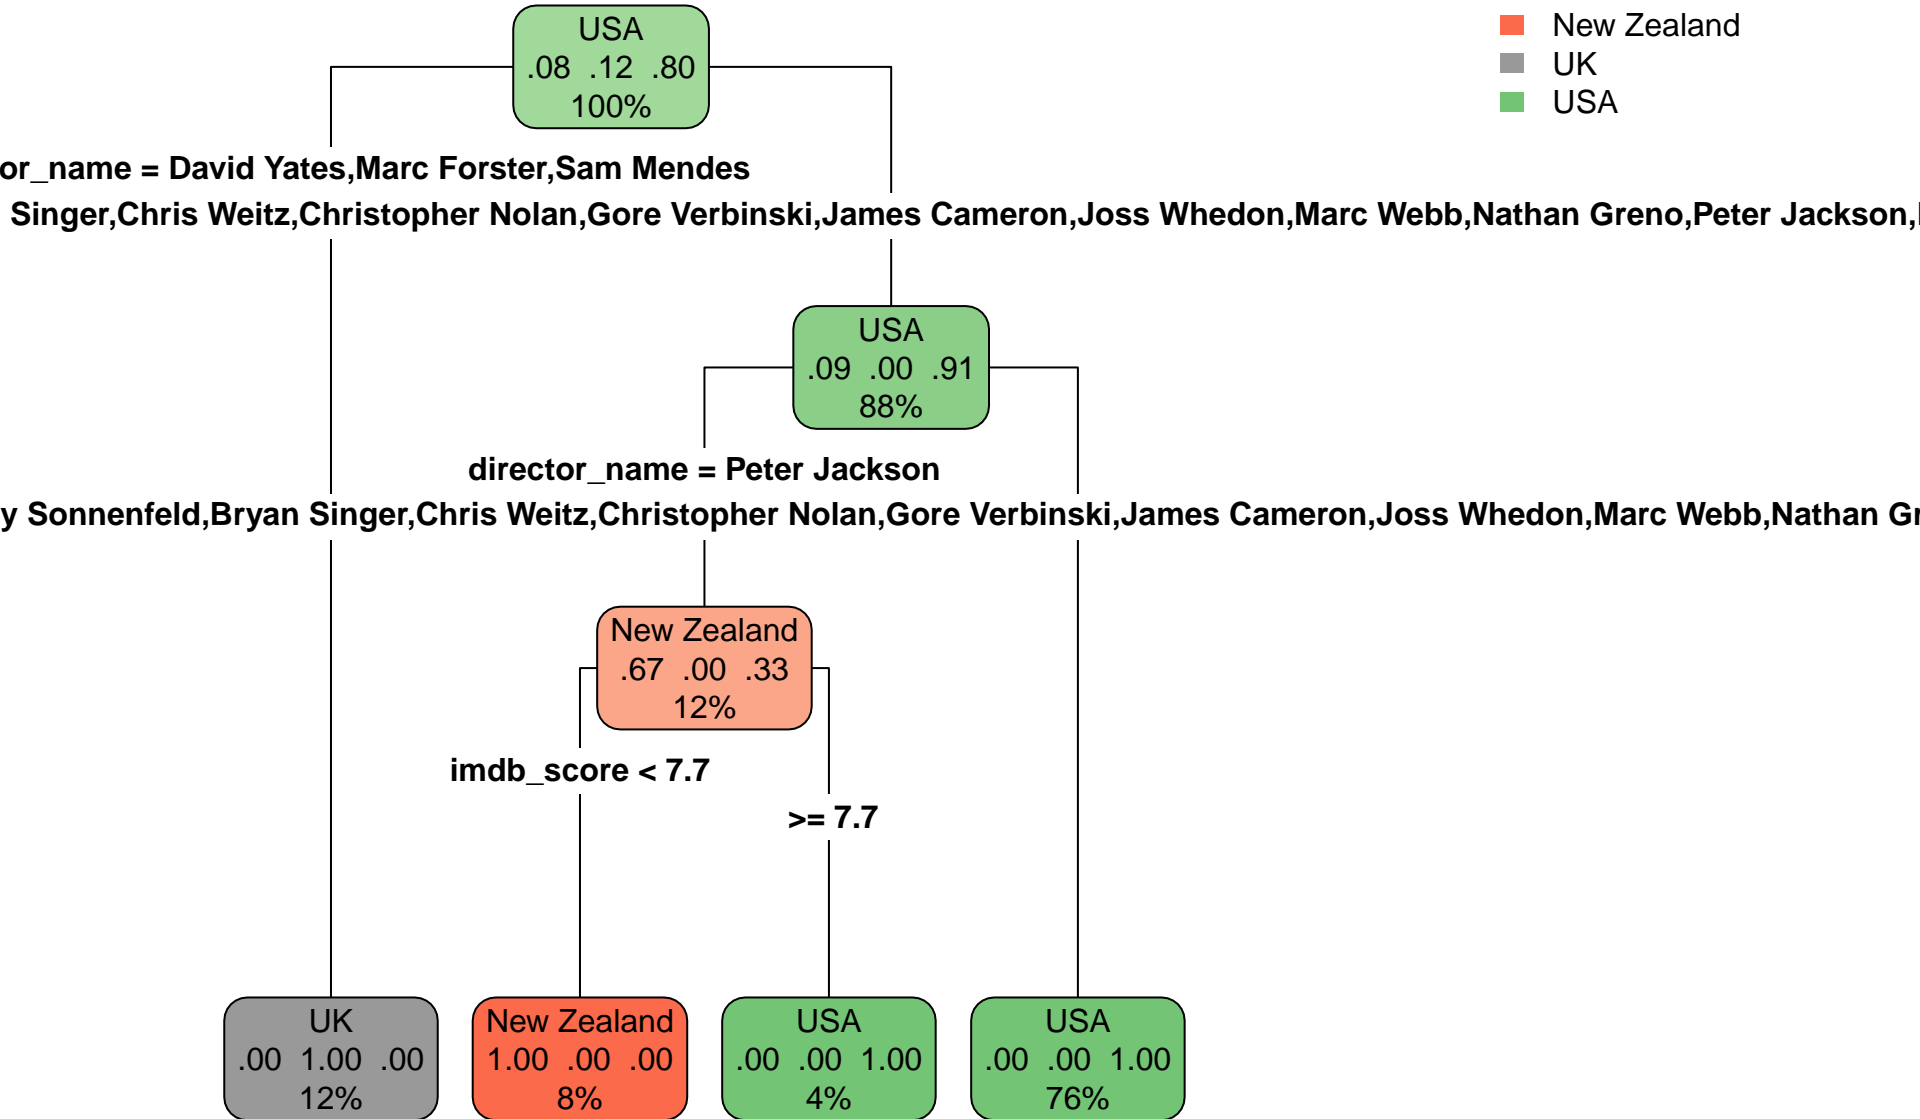 USA
.08 .12 .80
100%
New Zealand
UK
USA
or_name = David Yates,Marc Forster,Sam Mendes
Singer,Chris Weitz,Christopher Nolan,Gore Verbinski,James Cameron,Joss Whedon,Marc Webb,Nathan Greno,Peter Jackson,
USA
.09 .00 .91
88%
director_name = Peter Jackson
y Sonnenfeld,Bryan Singer,Chris Weitz,Christopher Nolan,Gore Verbinski,James Cameron,Joss Whedon,Marc Webb,Nathan Gr
New Zealand
.67 .00 .33
12%
imdb_score < 7.7
>= 7.7
UK
.00 1.00 .00
12%
New Zealand
1.00 .00 .00
8%
USA
.00 .00 1.00
4%
USA
.00 .00 1.00
76%